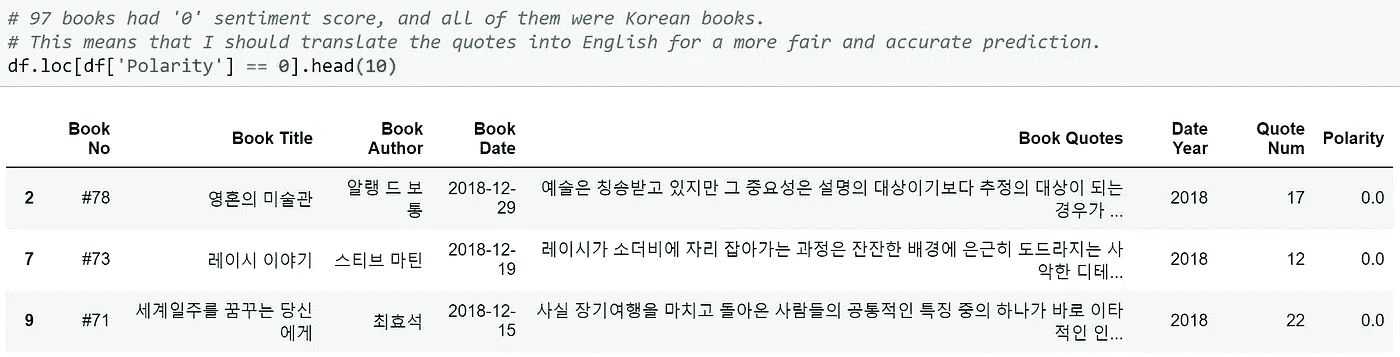 # 97 books had '0' sentiment score, and all of them were Korean books.
# This means that I should translate the quotes into English for a more fair and accurate prediction.
df.loc[df['Polarity'] == 0].head(10)
Book No Book Title Book Author Book Date Book Quotes Date Year Quote Num Polarity
2 #78 영혼의 미술관 알랭 드 보통 2018-12-29 예술은 칭송받고 있지만 그 중요성은 설명의 대상이기보다 추정의 대상이 되는 경우가 ... 2018 17 0.0
7 #73 레이시 이야기 스티브 마틴 2018-12-19 레이시가 소더비에 자리 잡아가는 과정은 잔잔한 배경에 은근히 도드라지는 사악한 디테... 2018 12 0.0
9 #71 세계일주를 꿈꾸는 당신에게 최효석 2018-12-15 사실 장기여행을 마치고 돌아온 사람들의 공통적인 특징 중의 하나가 바로 이타적인 인... 2018 22 0.0